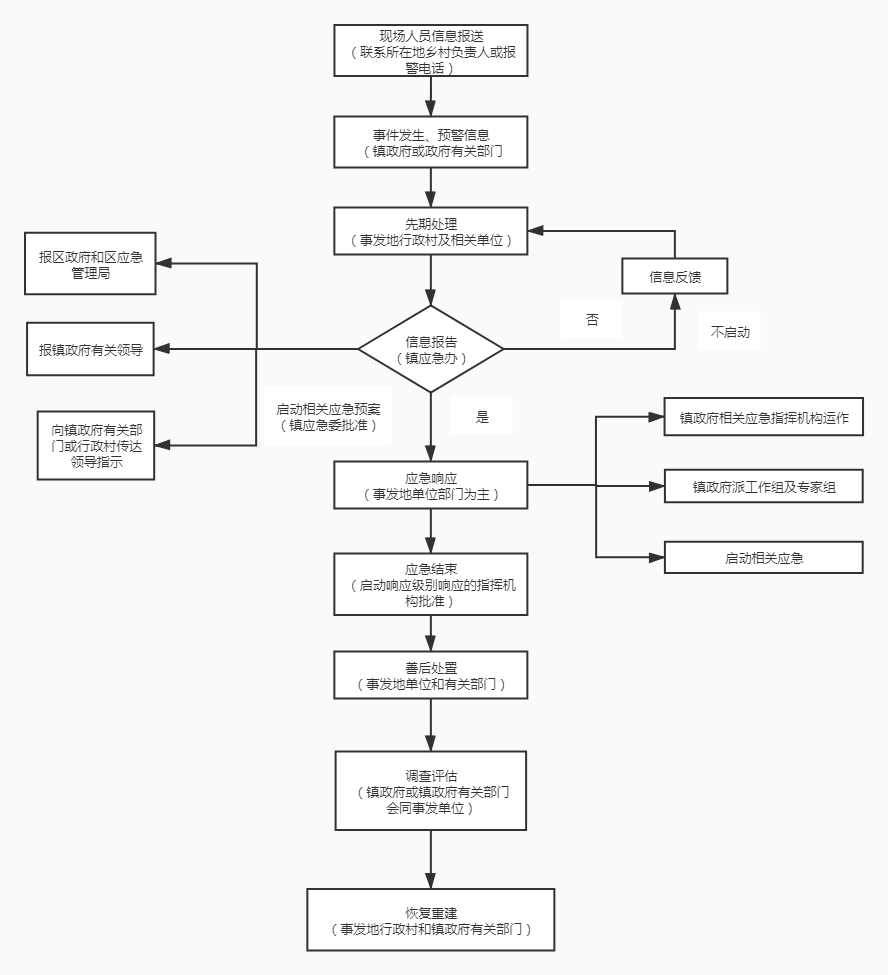 现场人员信息报送
（联系所在地乡村负责人或报
警电话）
事件发生、预警信息
（镇政府或政府有关部门
先期处理
（事发地行政村及相关单位）
报区政府和区应急
管理局
信息反馈
否
不启动
信息报告
（镇应急办）
报镇政府有关领导
启动相关应急预案
（镇应急委批准）
是
向镇政府有关部
门或行政村传达
领导指示
镇政府相关应急指挥机构运作
应急响应
（事发地单位部门为主）
镇政府派工作组及专家组
启动相关应急
应急结束
（启动响应级别响应的指挥机
构批准）
善后处置
（事发地单位和有关部门）
调查评估
（镇政府或镇政府有关部门
会同事发单位）
恢复重建
（事发地行政村和镇政府有关部门）